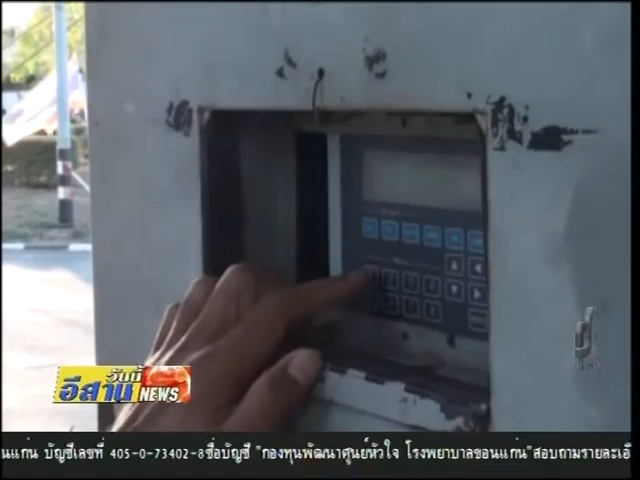 วันนี้
อีสาน NEWS
นแก่น บัญชีเลขที่ 405-0-73402-8ชื่อบัญชี "กองทุนพัฒนาศูนย์หัวใจ โรงพยาบาลขอนแก่น"สอบถามรายละเอี